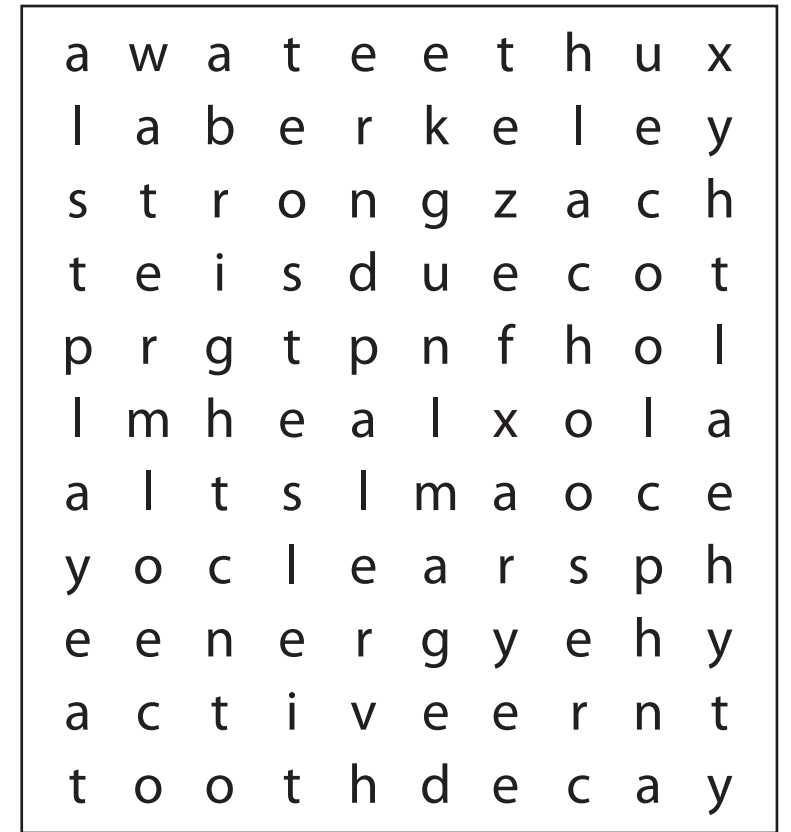 a w a t e e t h u x
l a b e r k e l e y
s t r o n g z a c h
t e i s d u e c o t
p r g t p n f h o l
l m h e a l x o l a
a l t s l m a o c e
y o c l e a r s p h
e e n e r g y e h y
a c t i v e e r n t
t o o t h d e c a y